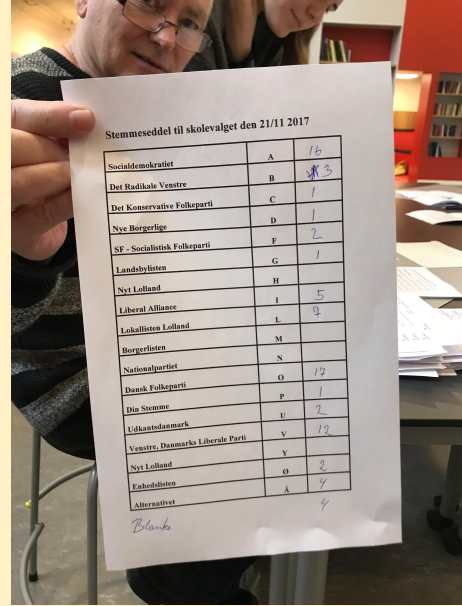 Stemmeseddel til skolevalget den 21/11 2017
Socialdemokratiet A 16
Det Radikale Venstre B 3
Det Konservative Folkeparti C 1
Nye Borgerlige D 1
SF - Socialistisk Folkeparti F 2
Landsbylisten G 1
Nyt Lolland H
Liberal Alliance I 5
Lokallisten Lolland L
Borgerlisten M
Nationalpartiet N
Dansk Folkeparti O 17
Din Stemme P 1
Udkantsdanmark U 2
Venstre, Danmarks Liberale Parti V 12
Nyt Lolland Y
Enhedslisten Ø 2
Alternativet Å 4
Blanke 4